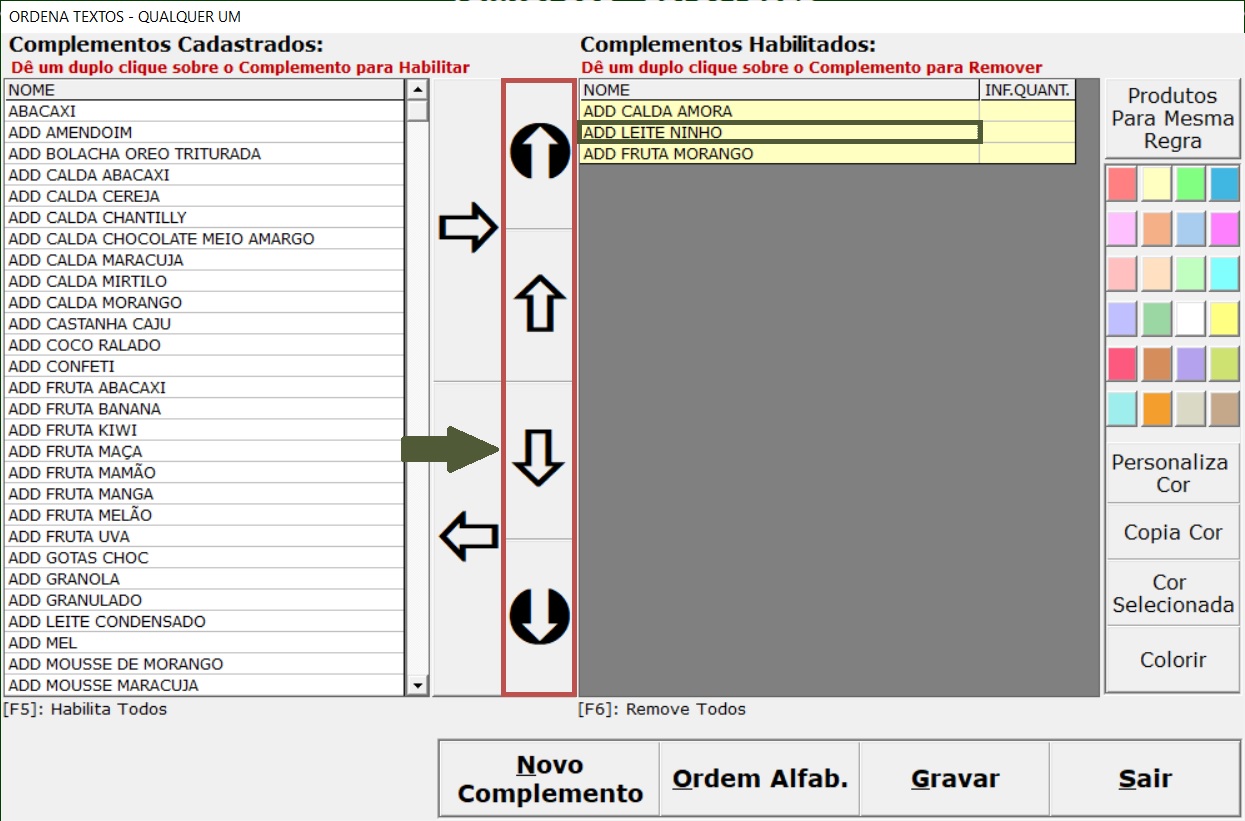 ORDENA TEXTOS - QUALQUER UM
Complementos Cadastrados:
Dê um duplo clique sobre o Complemento para Habilitar
NOME
ABACAXI
ADD AMENDOIM
ADD BOLACHA OREO TRITURADA
ADD CALDA ABACAXI
ADD CALDA CEREJA
ADD CALDA CHANTILLY
ADD CALDA CHOCOLATE MEIO AMARGO
ADD CALDA MARACUJA
ADD CALDA MIRTILO
ADD CALDA MORANGO
ADD CASTANHA CAJU
ADD COCO RALADO
ADD CONFETI
ADD FRUTA ABACAXI
ADD FRUTA BANANA
ADD FRUTA KIWI
ADD FRUTA MAÇA
ADD FRUTA MAMÃO
ADD FRUTA MANGA
ADD FRUTA MELÃO
ADD FRUTA UVA
ADD GOTAS CHOC
ADD GRANOLA
ADD GRANULADO
ADD LEITE CONDENSADO
ADD MEL
ADD MOUSSE DE MORANGO
ADD MOUSSE MARACUJA
[F5]: Habilita Todos
Complementos Habilitados:
Dê um duplo clique sobre o Complemento para Remover
NOME INF.QUANT.
ADD CALDA AMORA
ADD LEITE NINHO
ADD FRUTA MORANGO
[F6]: Remove Todos
Produtos
Para Mesma
Regra
Personaliza
Cor
Copia Cor
Cor
Selecionada
Colorir
Novo
Complemento
Ordem Alfab.
Gravar
Sair